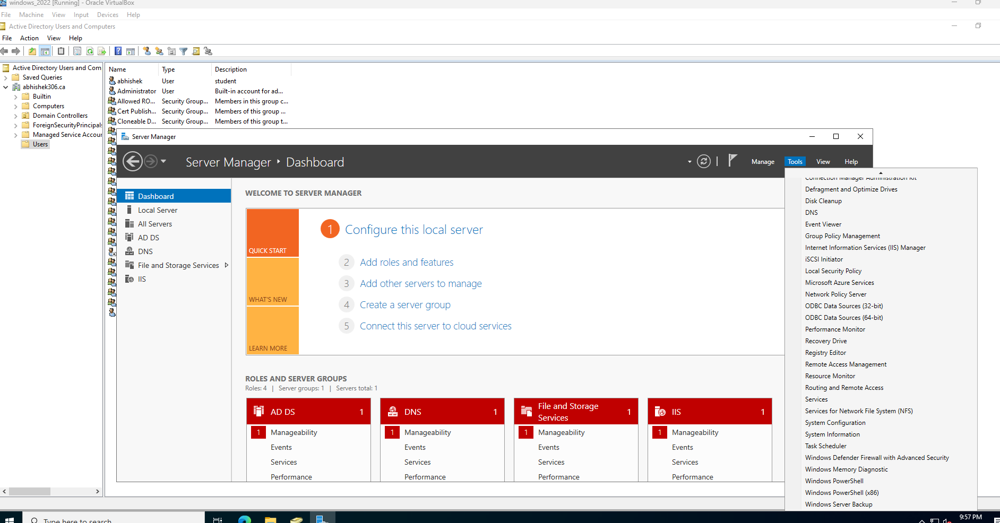 windows_2022 [Running] - Oracle VirtualBox
File Machine View Input Devices Help
Active Directory Users and Computers
File Action View Help
Active Directory Users and Com
Saved Queries
abhishek306.ca
Builtin
Computers
Domain Controllers
ForeignSecurityPrincipals
Managed Service Accour
Users
Name Type Description
abhishek User student
Administrator User Built-in account for ad...
Allowed RO... Security Group... Members in this group c...
Cert Publish... Security Group... Members of this group ...
Cloneable D... Security Group... Members of this group t...
Server Manager
Server Manager ‣ Dashboard
Manage Tools View Help
Dashboard
Local Server
All Servers
AD DS
DNS
File and Storage Services
IIS
WELCOME TO SERVER MANAGER
QUICK START
WHAT'S NEW
LEARN MORE
1 Configure this local server
2 Add roles and features
3 Add other servers to manage
4 Create a server group
5 Connect this server to cloud services
ROLES AND SERVER GROUPS
Roles: 4 | Server groups: 1 | Servers total: 1
AD DS 1
1 Manageability
Events
Services
Performance
DNS 1
1 Manageability
Events
Services
Performance
File and Storage
Services 1
1 Manageability
Events
Services
Performance
IIS 1
1 Manageability
Events
Services
Performance
Connection Manager Administration Kit
Defragment and Optimize Drives
Disk Cleanup
DNS
Event Viewer
Group Policy Management
Internet Information Services (IIS) Manager
iSCSI Initiator
Local Security Policy
Microsoft Azure Services
Network Policy Server
ODBC Data Sources (32-bit)
ODBC Data Sources (64-bit)
Performance Monitor
Recovery Drive
Registry Editor
Remote Access Management
Resource Monitor
Routing and Remote Access
Services
Services for Network File System (NFS)
System Configuration
System Information
Task Scheduler
Windows Defender Firewall with Advanced Security
Windows Memory Diagnostic
Windows PowerShell
Windows PowerShell (x86)
Windows Server Backup
Type here to search
9:57 PM